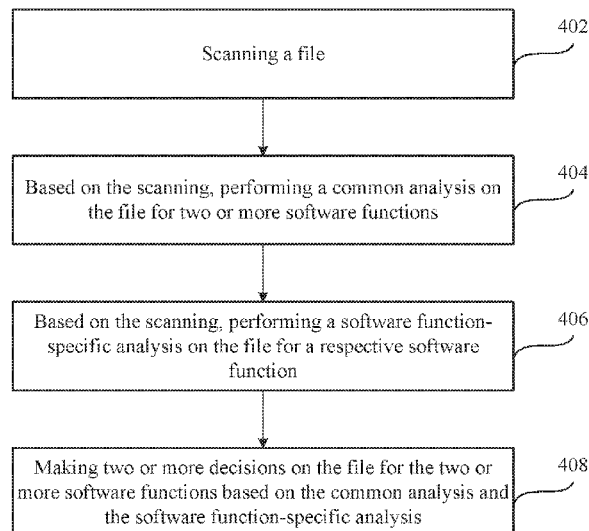 402
Scanning a file
404
Based on the scanning, performing a common analysis on
the file for two or more software functions
406
Based on the scanning, performing a software function-
specific analysis on the file for a respective software
function
408
Making two or more decisions on the file for the two or
more software functions based on the common analysis and
the software function-specific analysis